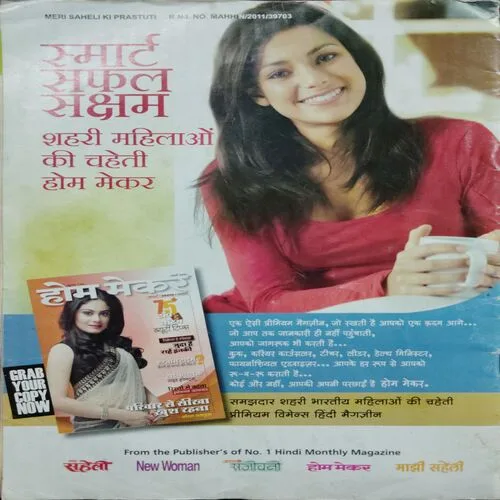 MERI SAHELI KI PRASTUTI R.N.I. NO. MAHHIN/2011/39703
स्मार्ट
सफल
सक्षम
शहरी महिलाओं
की चहेती
होम मेकर
होम मेकर
परिवार से सीखा
खुश रहना
GRAB
YOUR
COPY
NOW
एक ऐसी प्रीमियम मैगज़ीन, जो रखती है आपको एक क़दम आगे...
जो आप तक जानकारी ही नहीं पहुंचाती,
आपको जागरूक भी करती है...
कुक, करियर काउंसलर, टीचर, लीडर, हेल्थ मिनिस्टर,
फायनांशियल एडवाइज़र... आपके हर रूप से आपको
रू-ब-रू कराती है...
कोई और नहीं, आपकी अपनी परछाईं है होम मेकर.
समझदार शहरी भारतीय महिलाओं की चहेती
प्रीमियम विमेन्स हिंदी मैगज़ीन
From the Publisher's of No. 1 Hindi Monthly Magazine
सहेली New Woman संजीवनी होम मेकर माझी सहेली